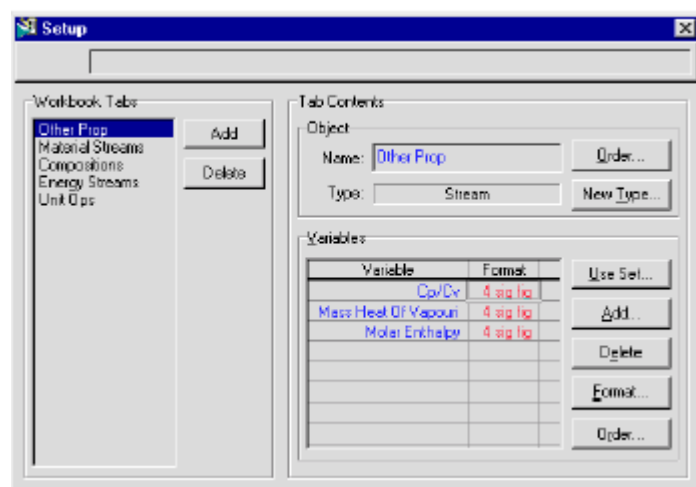 Setup
Workbook Tabs
Other Prop
Material Streams
Compositions
Energy Streams
Unit Ops
Add
Delete
Tab Contents
Object
Name: Other Prop
Order...
Type: Stream
New Type...
Variables
Variable Format
Cp/Cv 4 sig fig
Mass Heat Of Vapouri 4 sig fig
Molar Enthalpy 4 sig fig
Use Set...
Add...
Delete
Format...
Order...